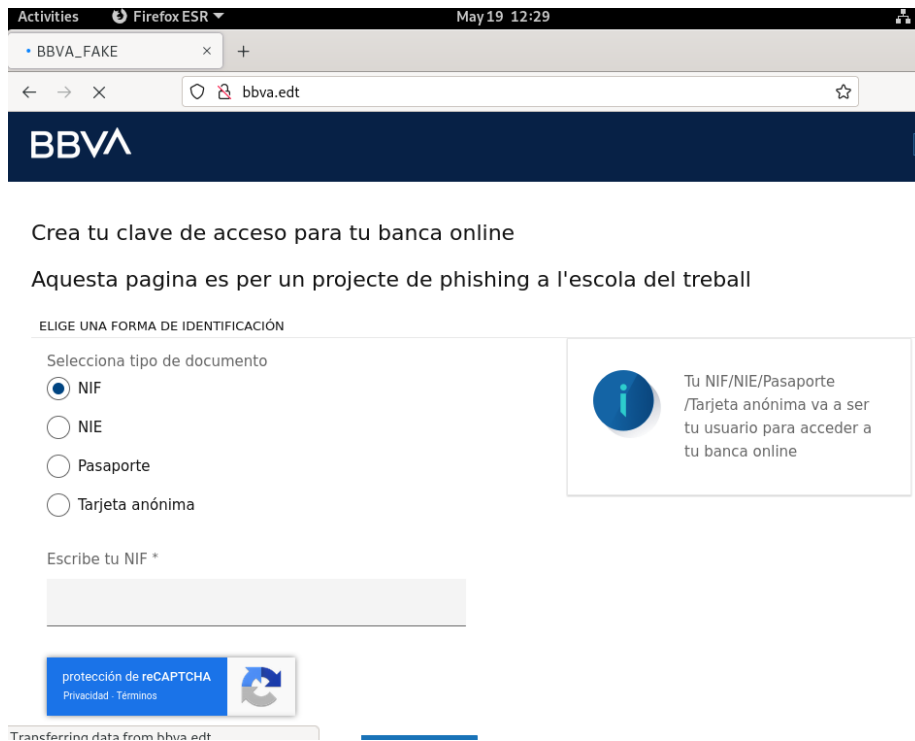 Activities Firefox ESR May 19 12:29
BBVA_FAKE
bbva.edt
BBVA
Crea tu clave de acceso para tu banca online
Aquesta pagina es per un projecte de phishing a l'escola del treball
ELIGE UNA FORMA DE IDENTIFICACIÓN
Selecciona tipo de documento
NIF
NIE
Pasaporte
Tarjeta anónima
Tu NIF/NIE/Pasaporte
/Tarjeta anónima va a ser
tu usuario para acceder a
tu banca online
Escribe tu NIF *
protección de reCAPTCHA
Privacidad - Términos
Transferring data from bbva.edt